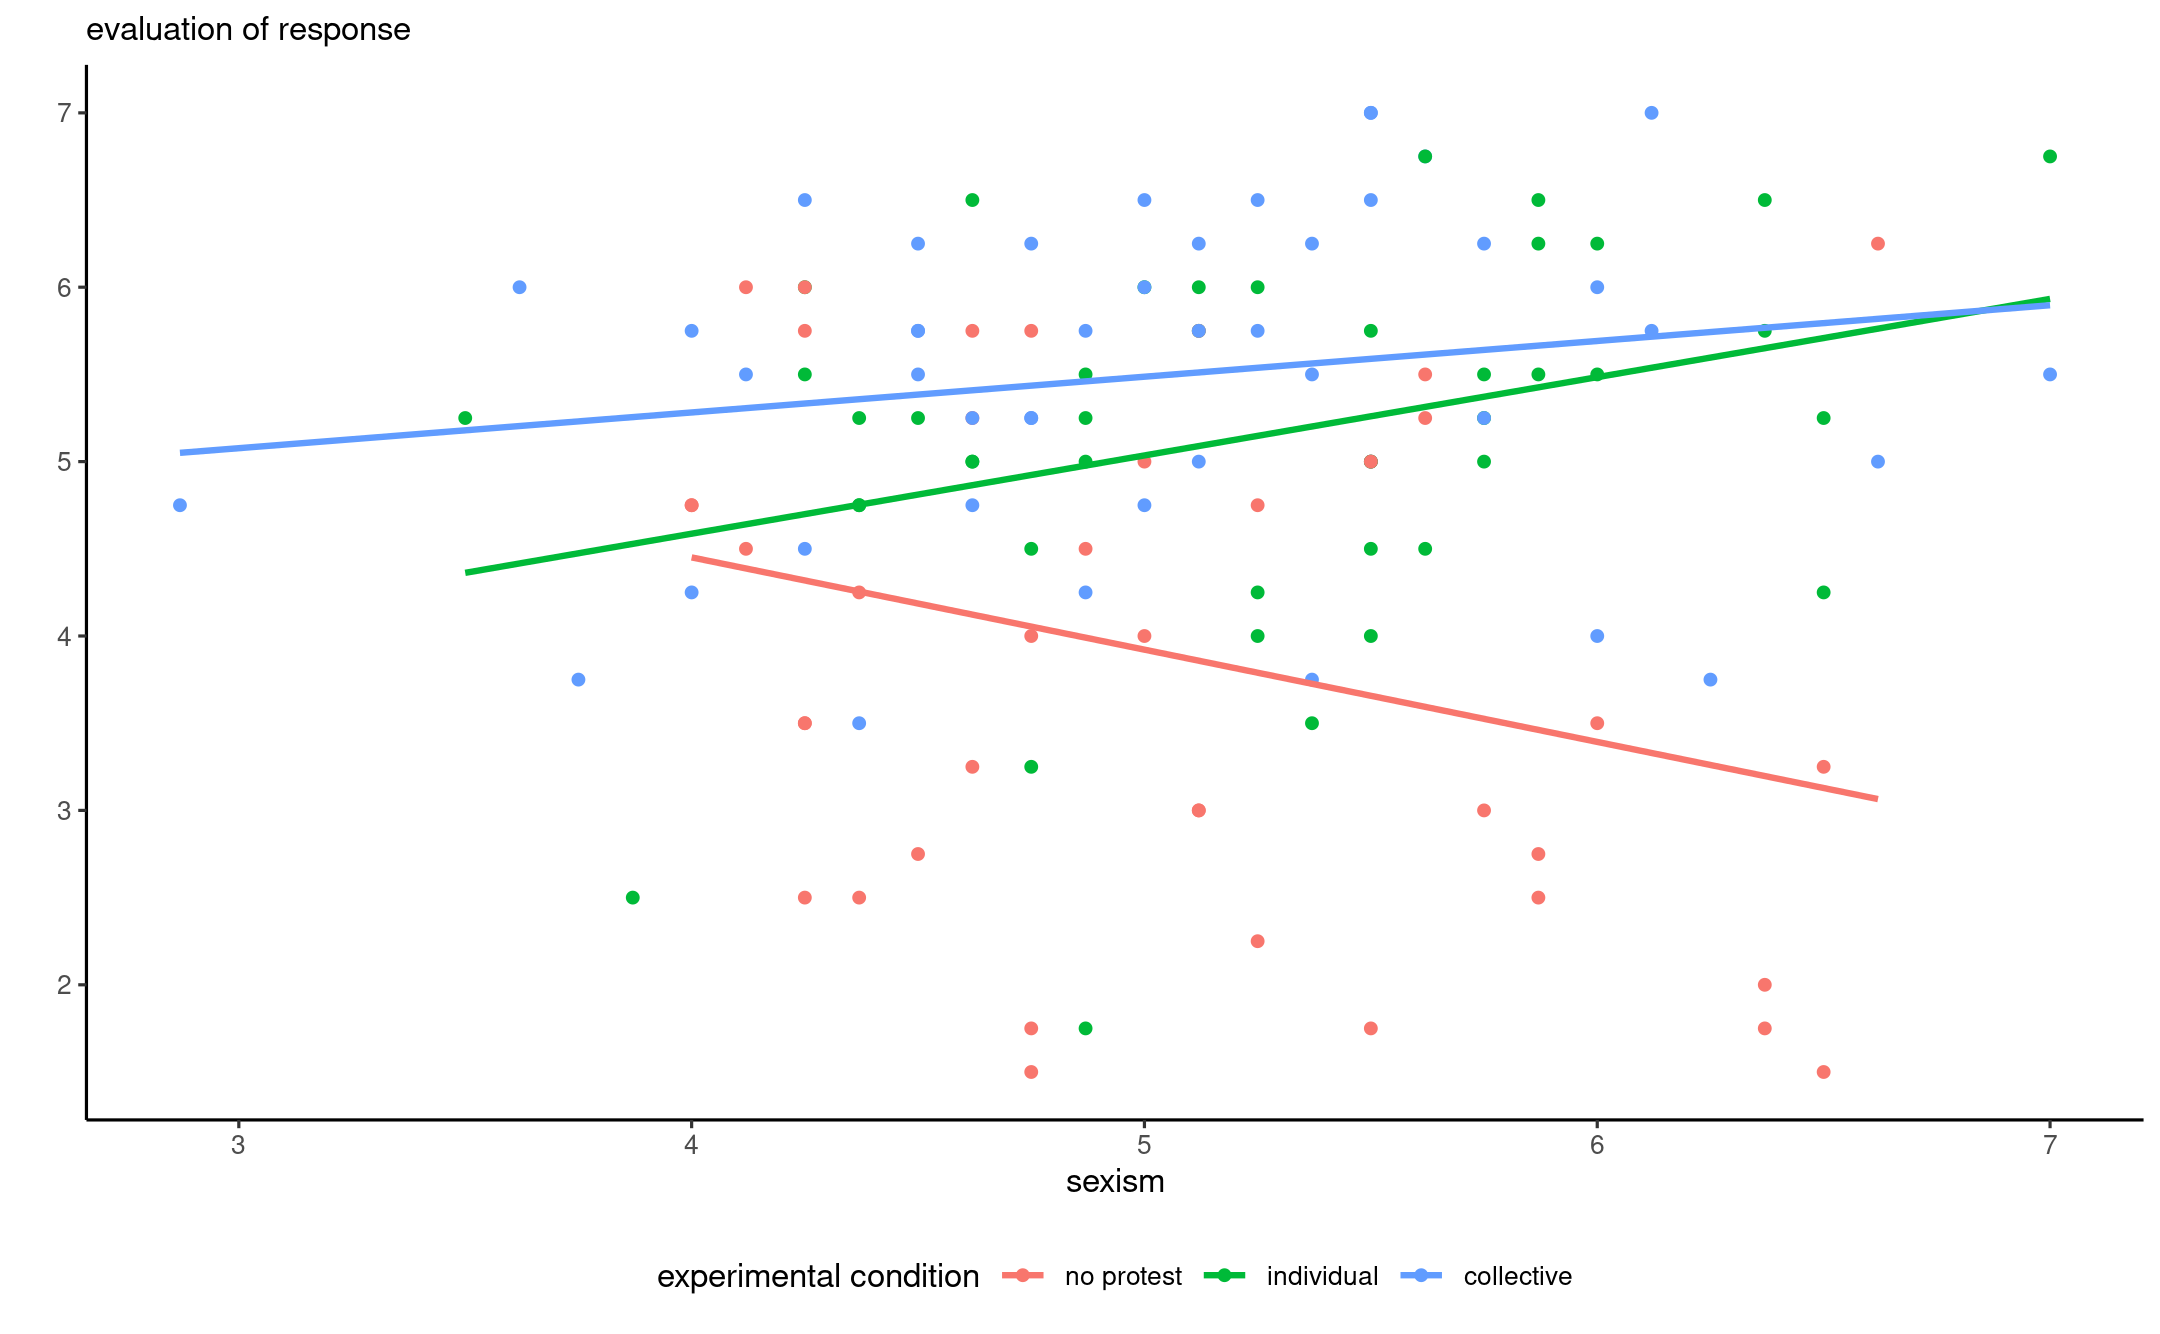 evaluation of response
7
6
5
4
3
2
3 4 5 6 7
sexism
experimental condition no protest individual collective